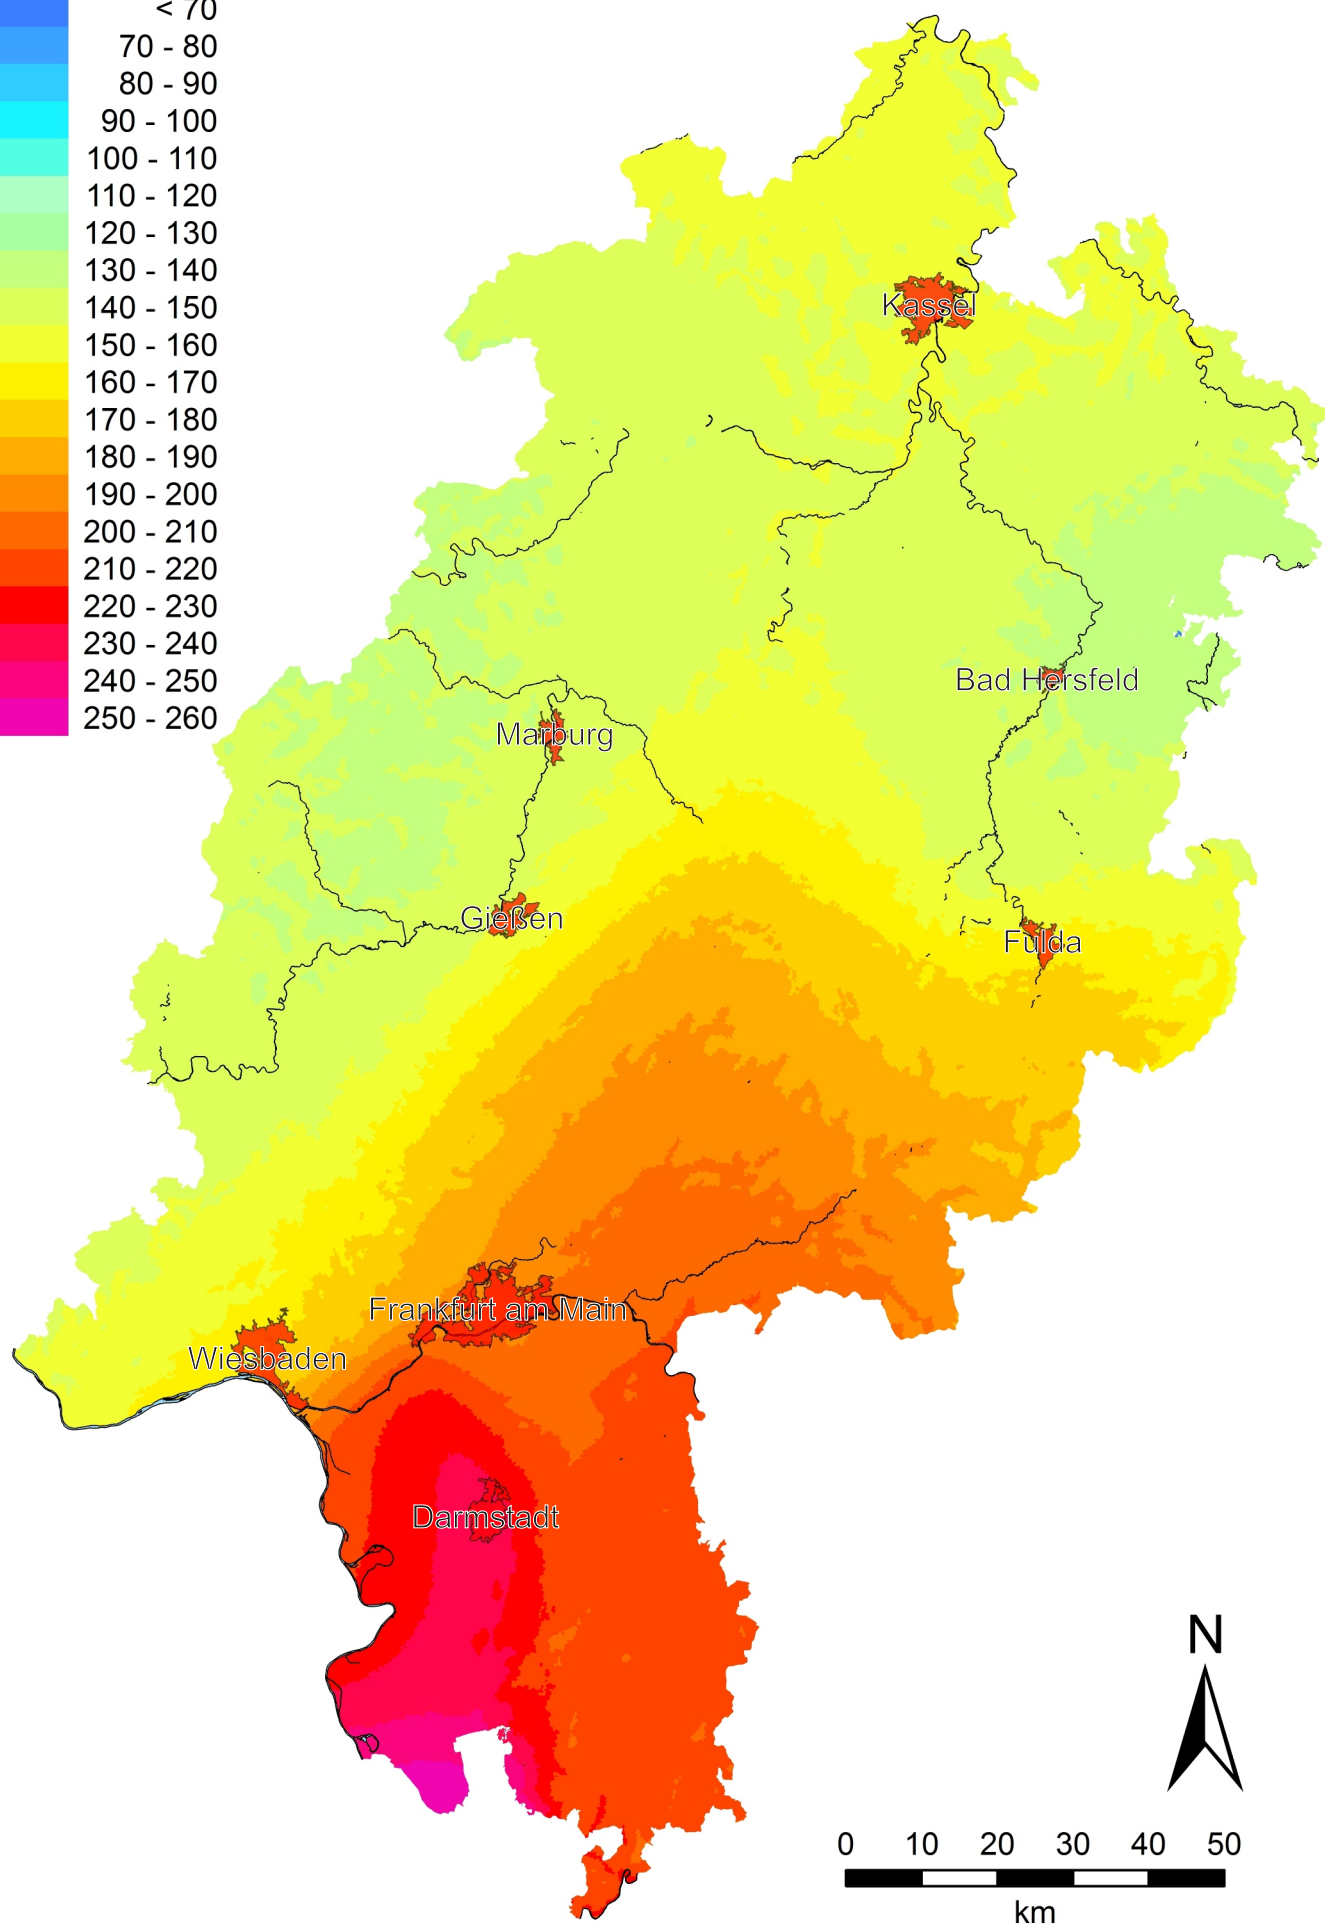 < 70
70 - 80
80 - 90
90 - 100
100 - 110
110 - 120
120 - 130
130 - 140
140 - 150
150 - 160
160 - 170
170 - 180
180 - 190
190 - 200
200 - 210
210 - 220
220 - 230
230 - 240
240 - 250
250 - 260
Kassel
Bad Hersfeld
Marburg
Gießen
Fulda
Frankfurt am Main
Wiesbaden
Darmstadt
N
0 10 20 30 40 50
km